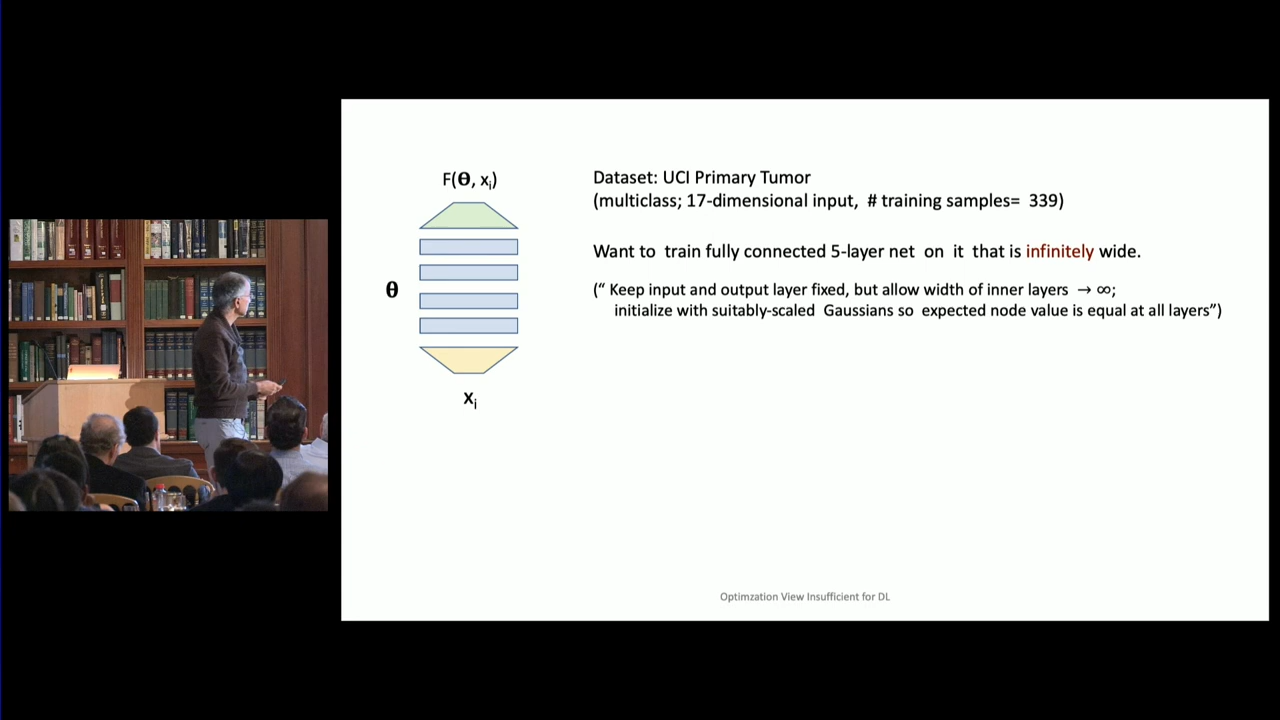 F(θ, xᵢ)
θ
xᵢ
Dataset: UCI Primary Tumor
(multiclass; 17-dimensional input, # training samples= 339)
Want to train fully connected 5-layer net on it that is infinitely wide.
(“ Keep input and output layer fixed, but allow width of inner layers → ∞;
initialize with suitably-scaled Gaussians so expected node value is equal at all layers”)
Optimzation View Insufficient for DL